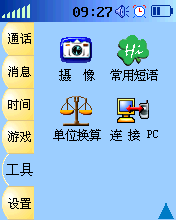 09:27
通话
消息
时间
游戏
工具
设置
摄 像
Hi
常用短语
单位换算
连 接 PC